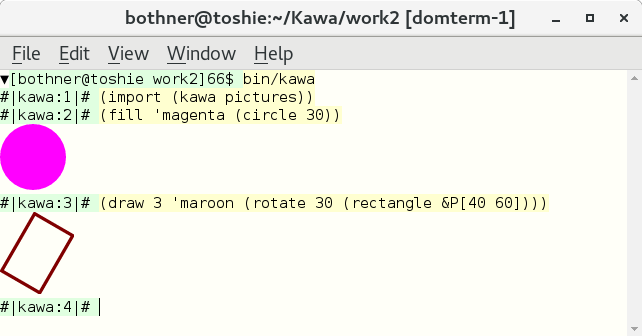 bothner@toshie:~/Kawa/work2 [domterm-1]
File Edit View Window Help
▼[bothner@toshie work2]66$ bin/kawa
#|kawa:1|# (import (kawa pictures))
#|kawa:2|# (fill 'magenta (circle 30))
#|kawa:3|# (draw 3 'maroon (rotate 30 (rectangle &P[40 60])))
#|kawa:4|#